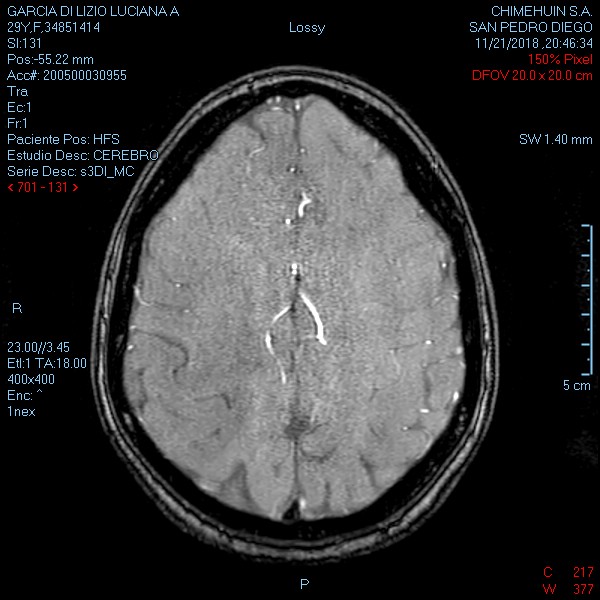 GARCIA DI LIZIO LUCIANA A
29Y,F,34851414
Sl:131
Pos:-55.22 mm
Acc#: 200500030955
Tra
Ec:1
Fr:1
Paciente Pos: HFS
Estudio Desc: CEREBRO
Serie Desc: s3DI_MC
< 701 - 131 >
Lossy
CHIMEHUIN S.A.
SAN PEDRO DIEGO
11/21/2018 ,20:46:34
150% Pixel
DFOV 20.0 x 20.0 cm
SW 1.40 mm
R
23.00//3.45
Etl:1 TA:18.00
400x400
Enc: ^
1nex
5 cm
P
C 217
W 377